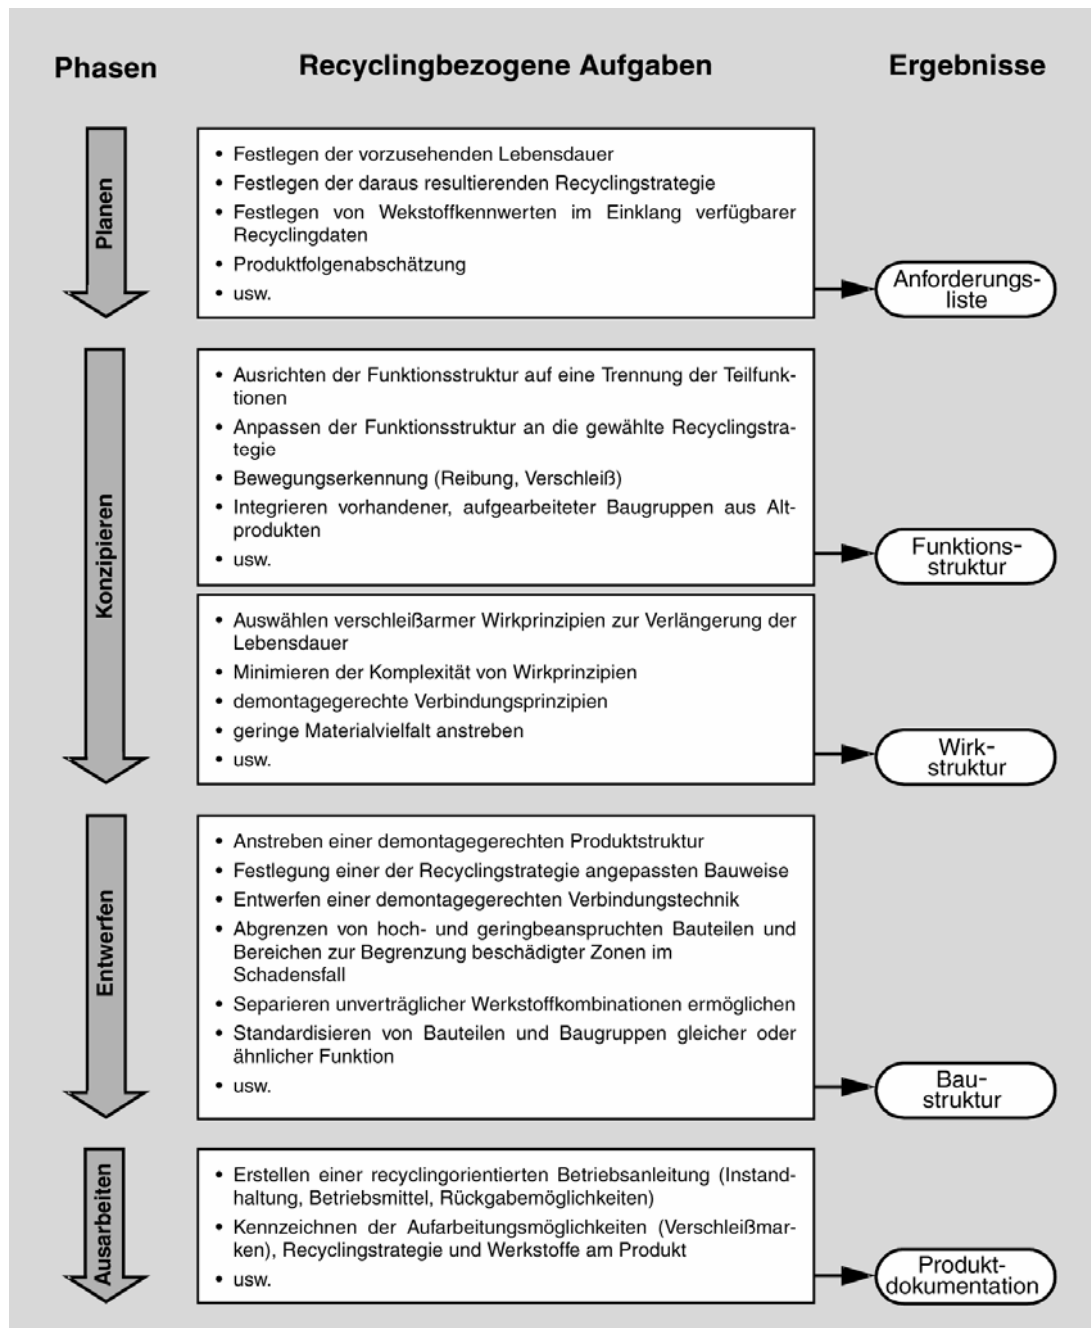 Phasen
Recyclingbezogene Aufgaben
Ergebnisse
Planen
• Festlegen der vorzusehenden Lebensdauer
• Festlegen der daraus resultierenden Recyclingstrategie
• Festlegen von Wekstoffkennwerten im Einklang verfügbarer
Recyclingdaten
• Produktfolgenabschätzung
• usw.
Anforderungs-
liste
Konzipieren
• Ausrichten der Funktionsstruktur auf eine Trennung der Teilfunk-
tionen
• Anpassen der Funktionsstruktur an die gewählte Recyclingstra-
tegie
• Bewegungserkennung (Reibung, Verschleiß)
• Integrieren vorhandener, aufgearbeiteter Baugruppen aus Alt-
produkten
• usw.
Funktions-
struktur
• Auswählen verschleißarmer Wirkprinzipien zur Verlängerung der
Lebensdauer
• Minimieren der Komplexität von Wirkprinzipien
• demontagegerechte Verbindungsprinzipien
• geringe Materialvielfalt anstreben
• usw.
Wirk-
struktur
Entwerfen
• Anstreben einer demontagegerechten Produktstruktur
• Festlegung einer der Recyclingstrategie angepassten Bauweise
• Entwerfen einer demontagegerechten Verbindungstechnik
• Abgrenzen von hoch- und geringbeanspruchten Bauteilen und
Bereichen zur Begrenzung beschädigter Zonen im
Schadensfall
• Separieren unverträglicher Werkstoffkombinationen ermöglichen
• Standardisieren von Bauteilen und Baugruppen gleicher oder
ähnlicher Funktion
• usw.
Bau-
struktur
Ausarbeiten
• Erstellen einer recyclingorientierten Betriebsanleitung (Instand-
haltung, Betriebsmittel, Rückgabemöglichkeiten)
• Kennzeichnen der Aufarbeitungsmöglichkeiten (Verschleißmar-
ken), Recyclingstrategie und Werkstoffe am Produkt
• usw.
Produkt-
dokumentation